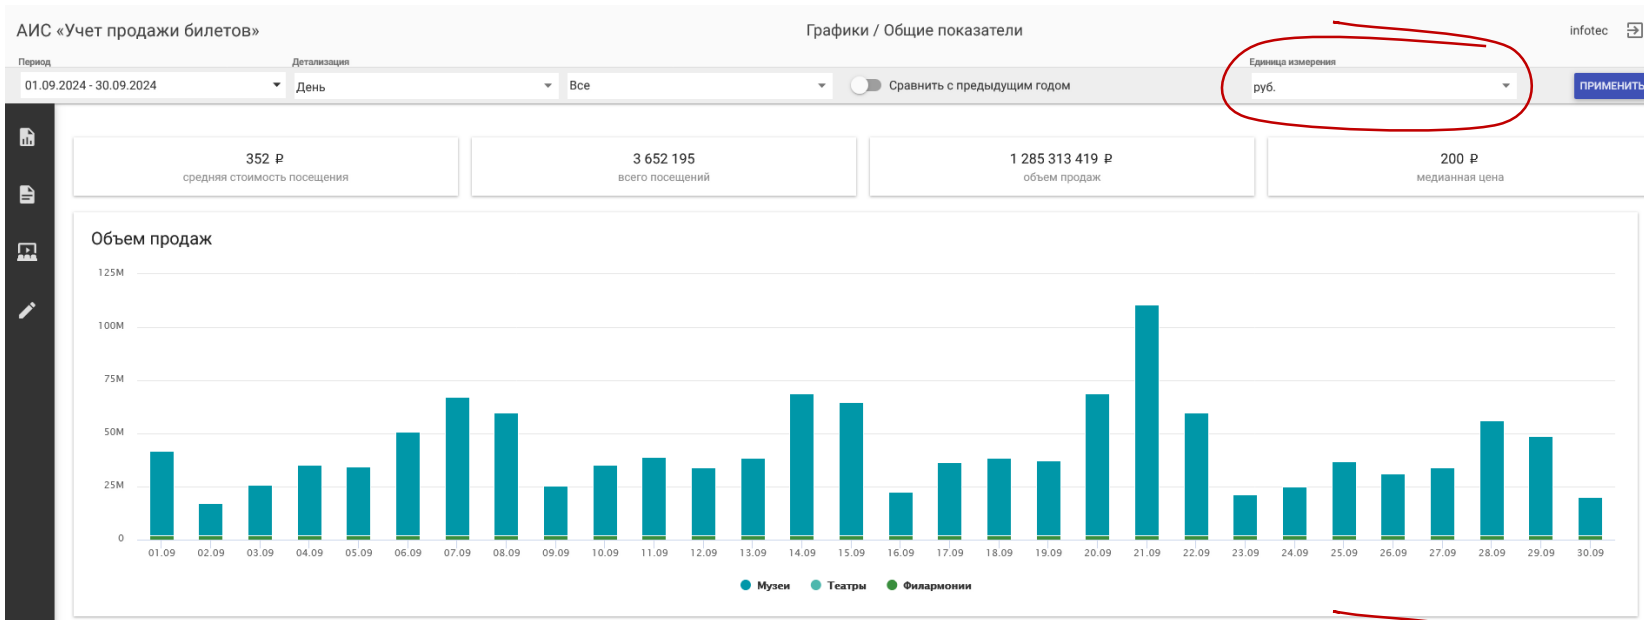 АИС «Учет продажи билетов»
Графики / Общие показатели
infotec
Период
Детализация
Единица измерения
01.09.2024 - 30.09.2024
День
Все
Сравнить с предыдущим годом
руб.
ПРИМЕНИТЬ
352 ₽
средняя стоимость посещения
3 652 195
всего посещений
1 285 313 419 ₽
объем продаж
200 ₽
медианная цена
Объем продаж
125M
100M
75M
50M
25M
0
01.09 02.09 03.09 04.09 05.09 06.09 07.09 08.09 09.09 10.09 11.09 12.09 13.09 14.09 15.09 16.09 17.09 18.09 19.09 20.09 21.09 22.09 23.09 24.09 25.09 26.09 27.09 28.09 29.09 30.09
Музеи Театры Филармонии